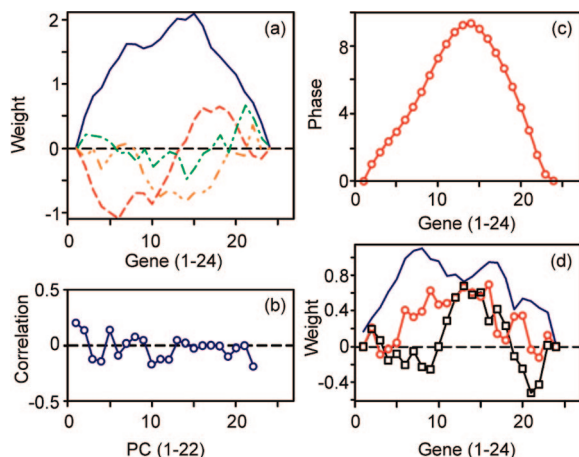 (a)
2
1
0
-1
Weight
0
10
20
Gene (1-24)
(c)
8
4
0
Phase
0
10
20
Gene (1-24)
(b)
0.5
0
-0.5
Correlation
0
10
20
PC (1-22)
(d)
0.8
0.4
0
-0.4
Weight
0
10
20
Gene (1-24)